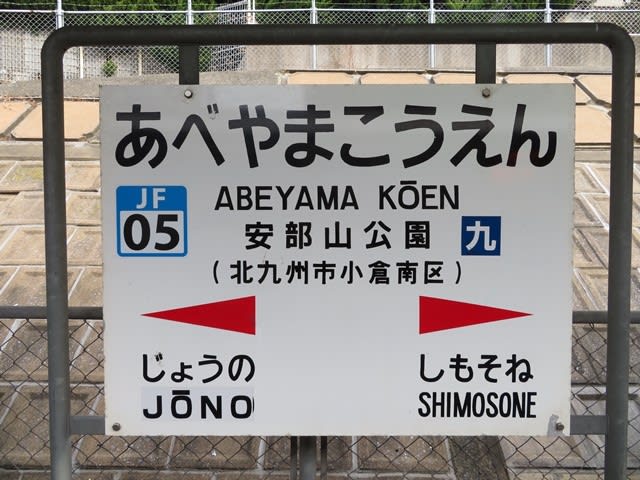 あべやまこうえん
JF
05
ABEYAMA KŌEN
安部山公園 九
(北九州市小倉南区)
じょうの しもそね
JŌNO SHIMOSONE